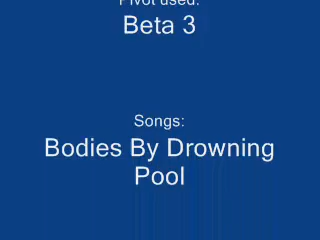 Pivot used:
Beta 3
Songs:
Bodies By Drowning
Pool